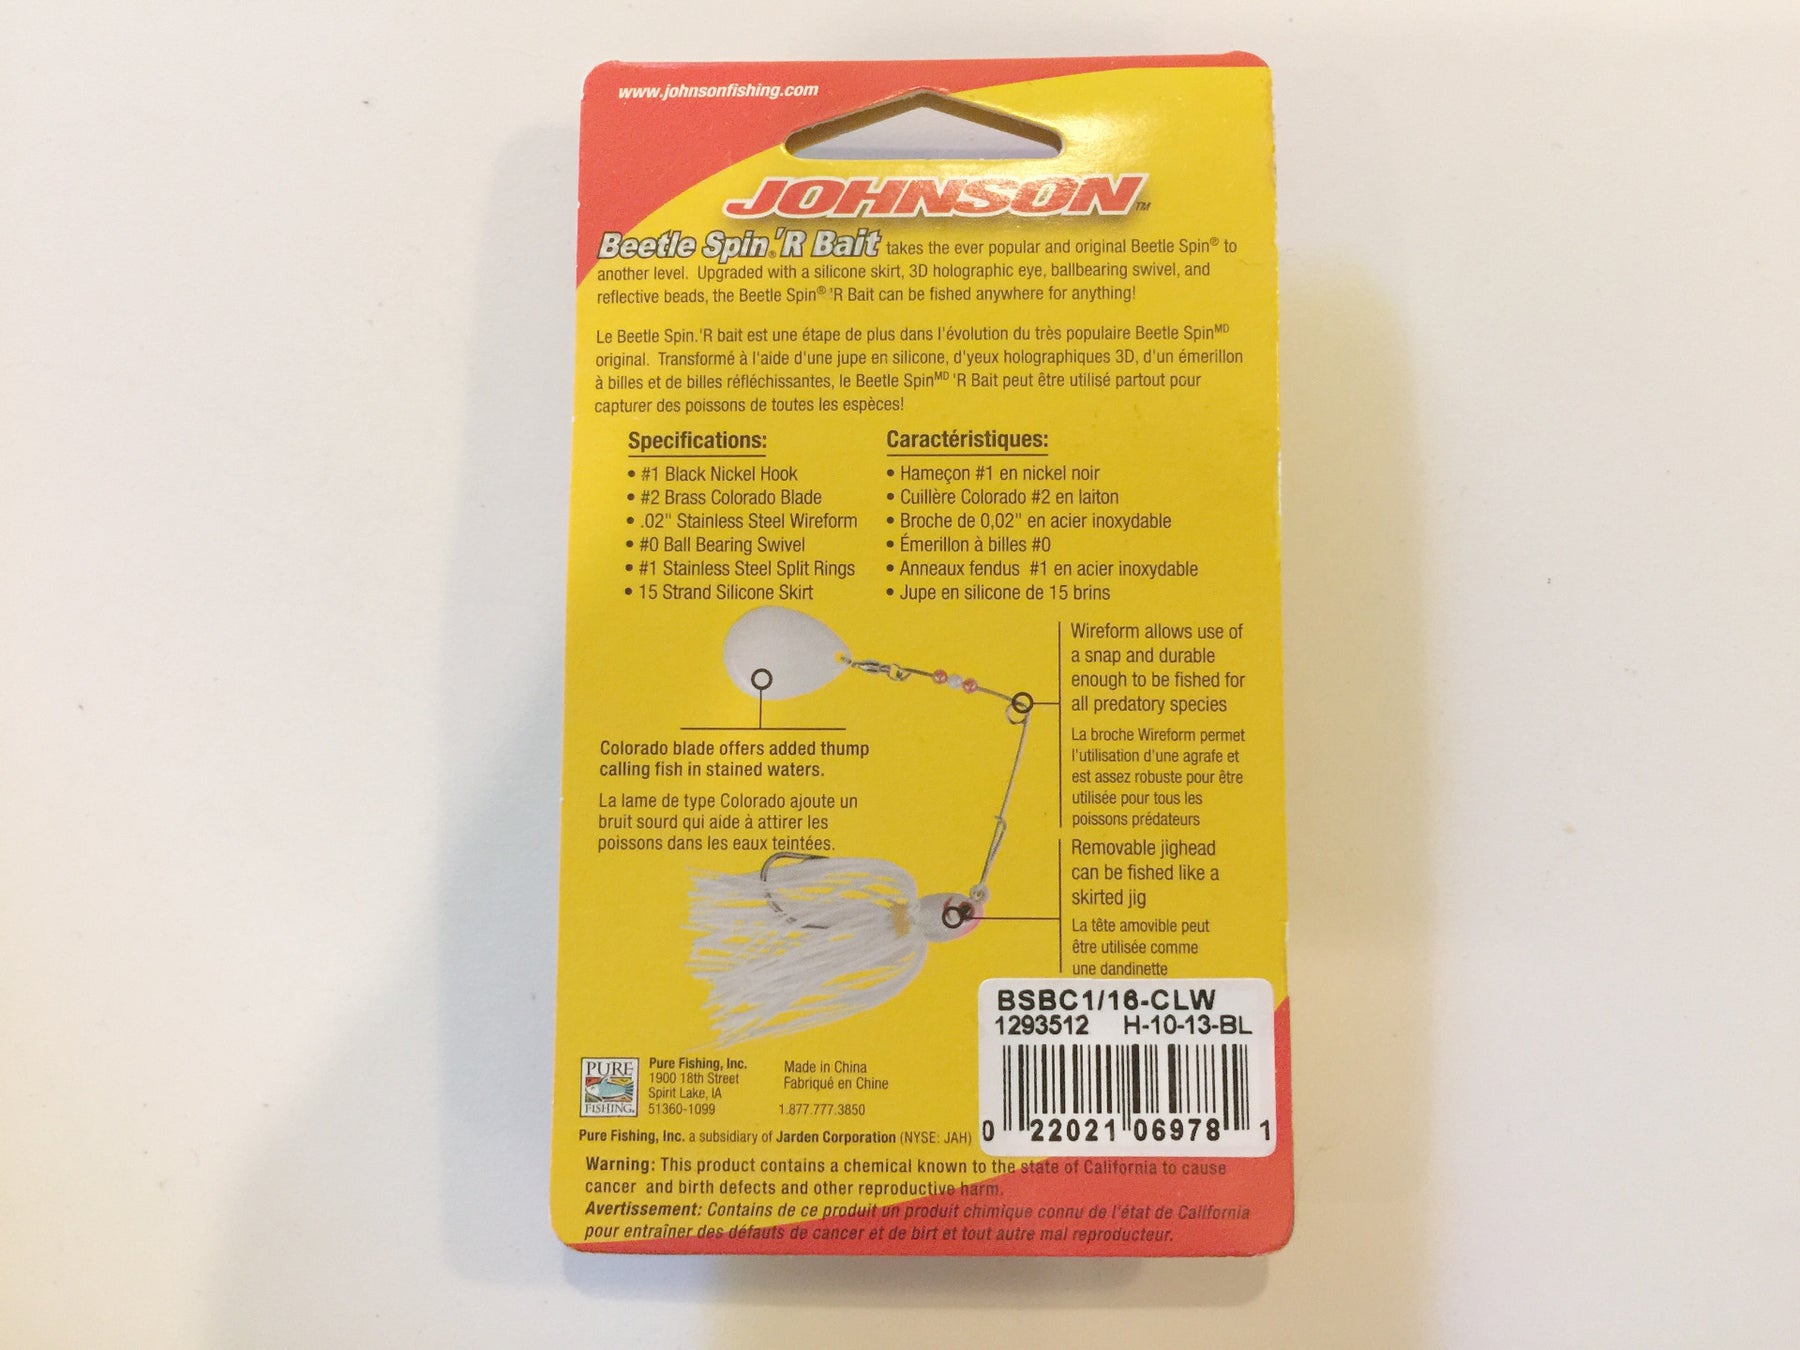 www.johnsonfishing.com
JOHNSON™
Beetle Spin®'R Bait takes the ever popular and original Beetle Spin® to
another level. Upgraded with a silicone skirt, 3D holographic eye, ballbearing swivel, and
reflective beads, the Beetle Spin® 'R Bait can be fished anywhere for anything!
Le Beetle Spin.'R bait est une étape de plus dans l'évolution du très populaire Beetle SpinMD
original. Transformé à l'aide d'une jupe en silicone, d'yeux holographiques 3D, d'un émerillon
à billes et de billes réfléchissantes, le Beetle SpinMD 'R Bait peut être utilisé partout pour
capturer des poissons de toutes les espèces!
Specifications:
• #1 Black Nickel Hook
• #2 Brass Colorado Blade
• .02" Stainless Steel Wireform
• #0 Ball Bearing Swivel
• #1 Stainless Steel Split Rings
• 15 Strand Silicone Skirt
Caractéristiques:
• Hameçon #1 en nickel noir
• Cuillère Colorado #2 en laiton
• Broche de 0,02" en acier inoxydable
• Émerillon à billes #0
• Anneaux fendus #1 en acier inoxydable
• Jupe en silicone de 15 brins
Wireform allows use of
a snap and durable
enough to be fished for
all predatory species
La broche Wireform permet
l'utilisation d'une agrafe et
est assez robuste pour être
utilisée pour tous les
poissons prédateurs
Colorado blade offers added thump
calling fish in stained waters.
La lame de type Colorado ajoute un
bruit sourd qui aide à attirer les
poissons dans les eaux teintées.
Removable jighead
can be fished like a
skirted jig
La tête amovible peut
être utilisée comme
une dandinette
BSBC1/16-CLW
1293512 H-10-13-BL
0 22021 06978 1
PURE
FISHING.
Pure Fishing, Inc.
1900 18th Street
Spirit Lake, IA
51360-1099
Made in China
Fabriqué en Chine
1.877.777.3850
Pure Fishing, Inc. a subsidiary of Jarden Corporation (NYSE: JAH)
Warning: This product contains a chemical known to the state of California to cause
cancer and birth defects and other reproductive harm.
Avertissement: Contains de ce produit un produit chimique connu de l'état de California
pour entraîner des défauts de cancer et de birt et tout autre mal reproducteur.